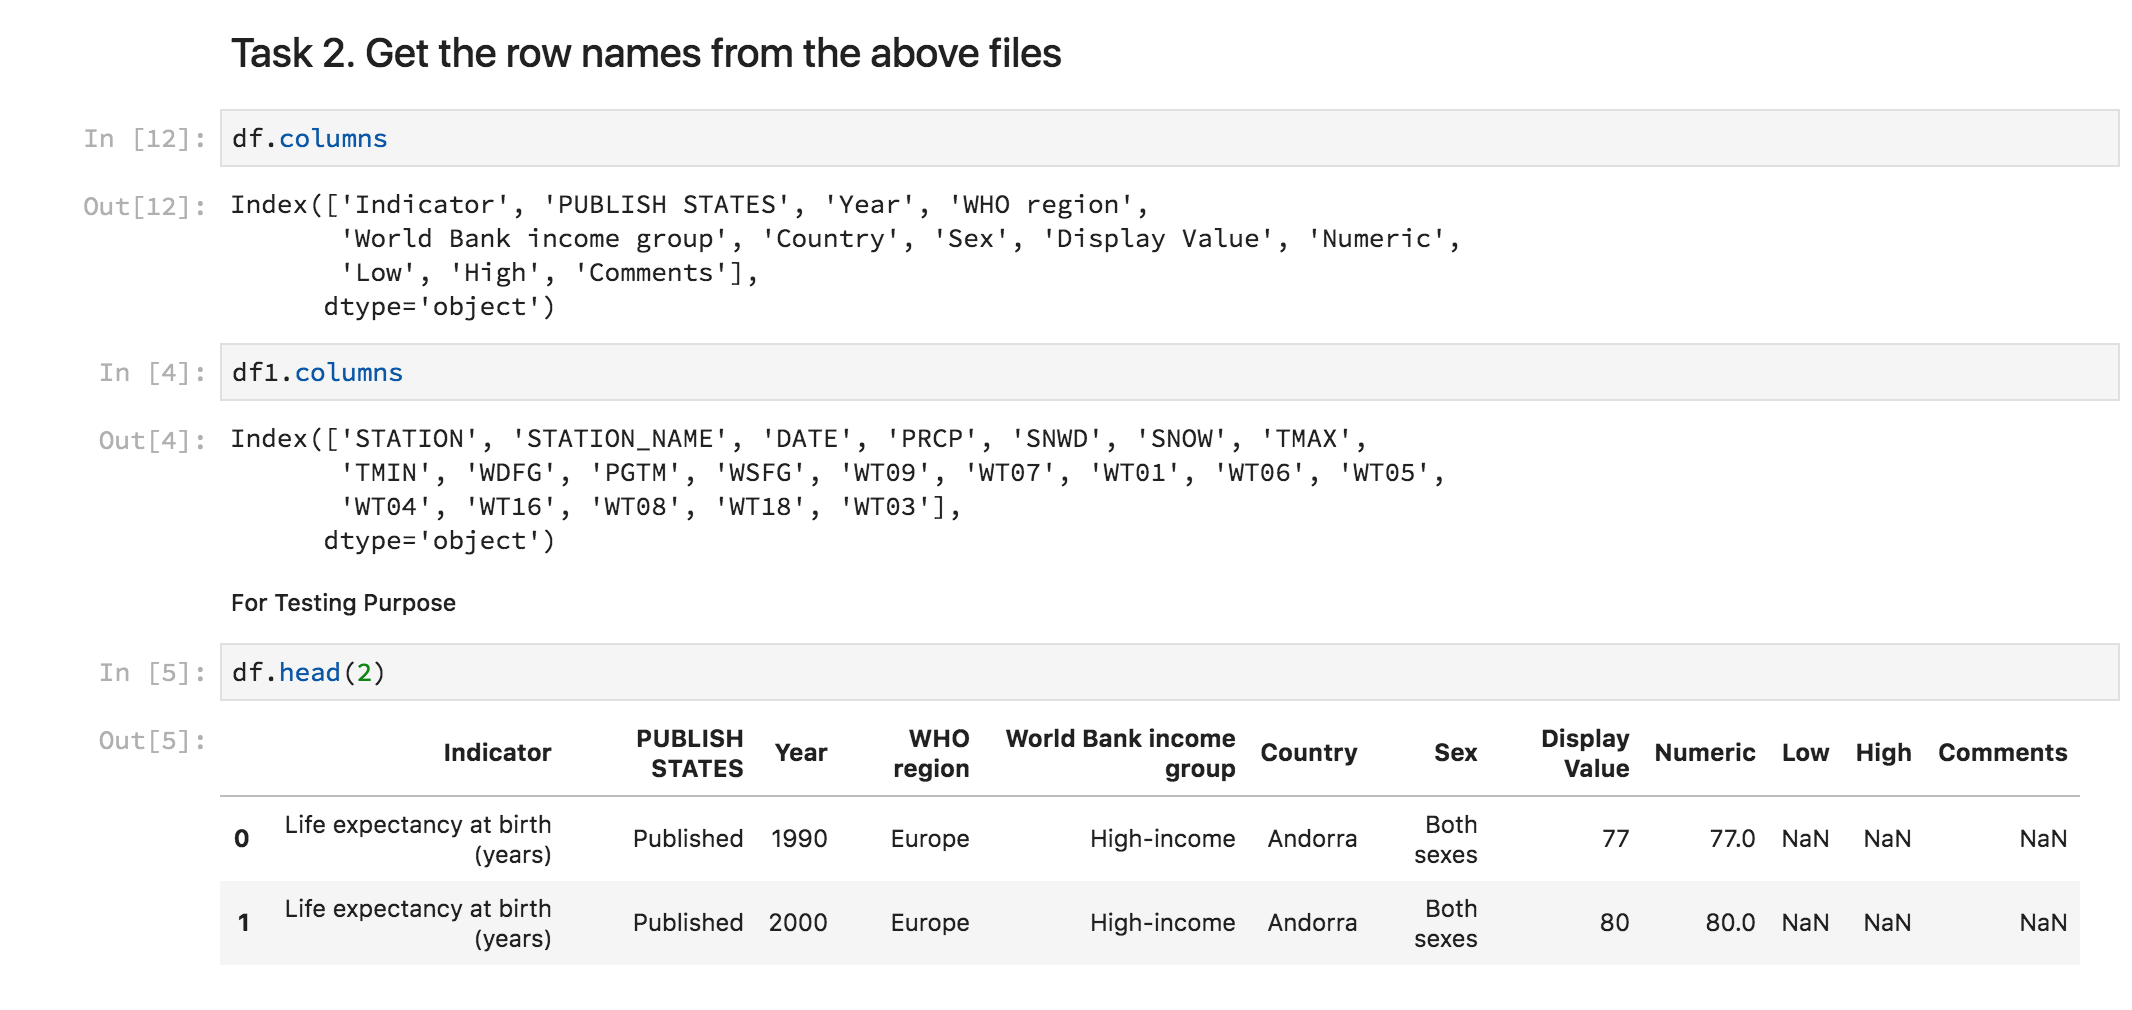 Task 2. Get the row names from the above files
In [12]: df.columns
Out[12]: Index(['Indicator', 'PUBLISH STATES', 'Year', 'WHO region',
'World Bank income group', 'Country', 'Sex', 'Display Value', 'Numeric',
'Low', 'High', 'Comments'],
dtype='object')
In [4]: df1.columns
Out[4]: Index(['STATION', 'STATION_NAME', 'DATE', 'PRCP', 'SNWD', 'SNOW', 'TMAX',
'TMIN', 'WDFG', 'PGTM', 'WSFG', 'WT09', 'WT07', 'WT01', 'WT06', 'WT05',
'WT04', 'WT16', 'WT08', 'WT18', 'WT03'],
dtype='object')
For Testing Purpose
In [5]: df.head(2)
Out[5]:
Indicator PUBLISH STATES Year WHO region World Bank income group Country Sex Display Value Numeric Low High Comments
0 Life expectancy at birth (years) Published 1990 Europe High-income Andorra Both sexes 77 77.0 NaN NaN NaN
1 Life expectancy at birth (years) Published 2000 Europe High-income Andorra Both sexes 80 80.0 NaN NaN NaN